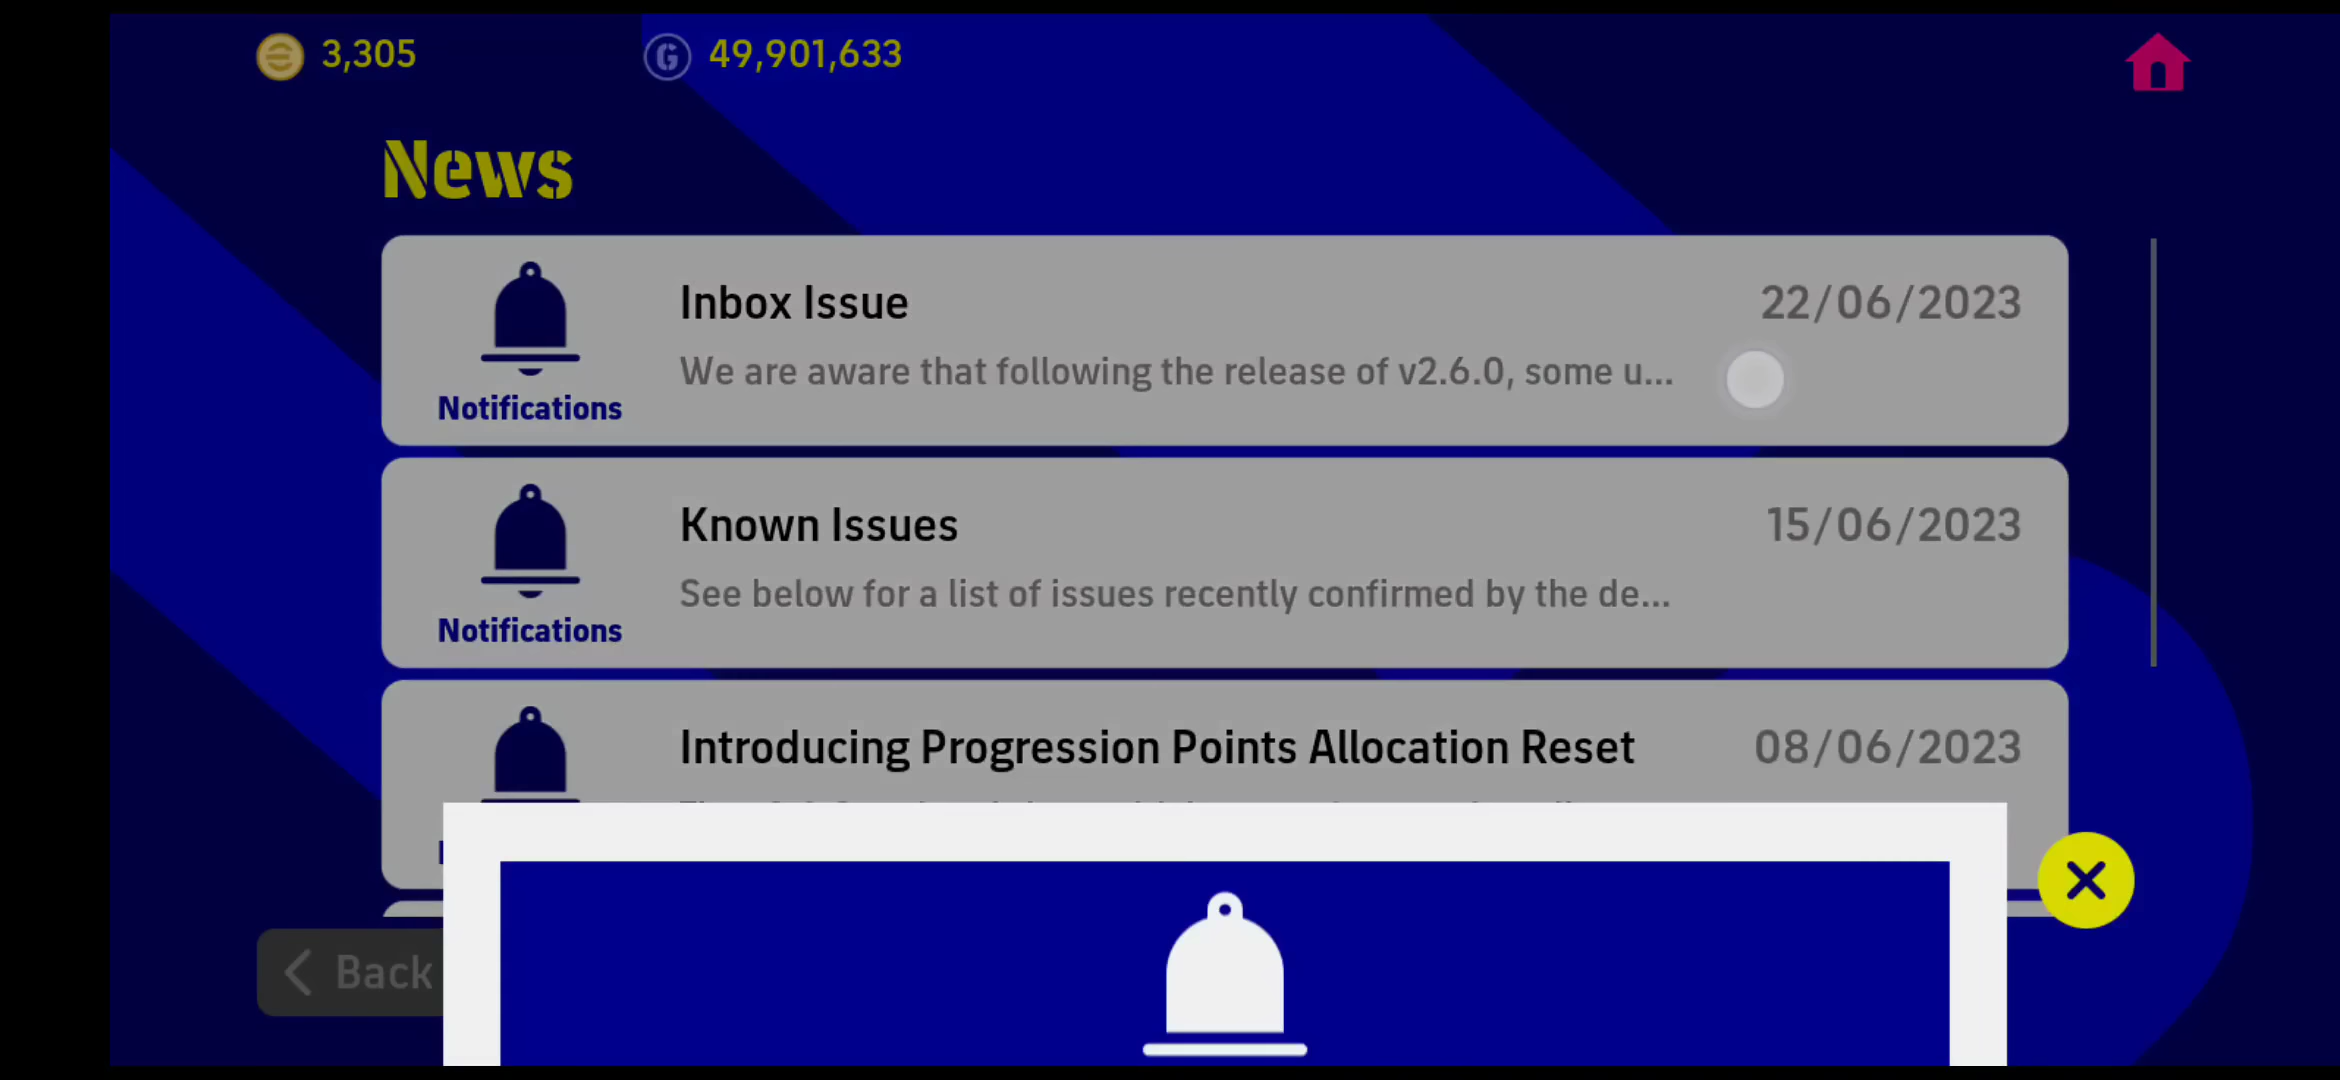 3,305
49,901,633
News
Inbox Issue
22/06/2023
We are aware that following the release of v2.6.0, some u...
Notifications
Known Issues
15/06/2023
See below for a list of issues recently confirmed by the de...
Notifications
Introducing Progression Points Allocation Reset
08/06/2023
Back